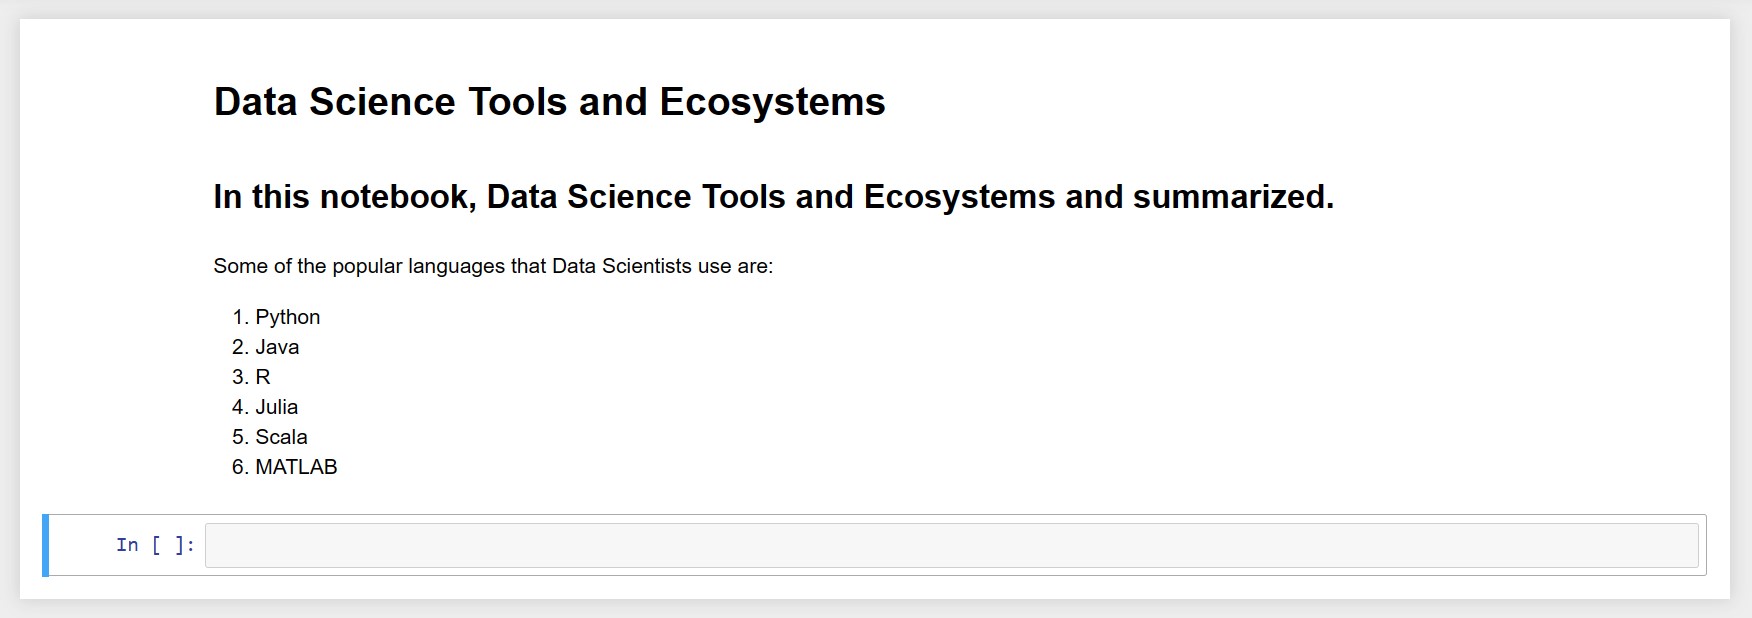 Data Science Tools and Ecosystems
In this notebook, Data Science Tools and Ecosystems and summarized.
Some of the popular languages that Data Scientists use are:
1. Python
2. Java
3. R
4. Julia
5. Scala
6. MATLAB
In [ ]: